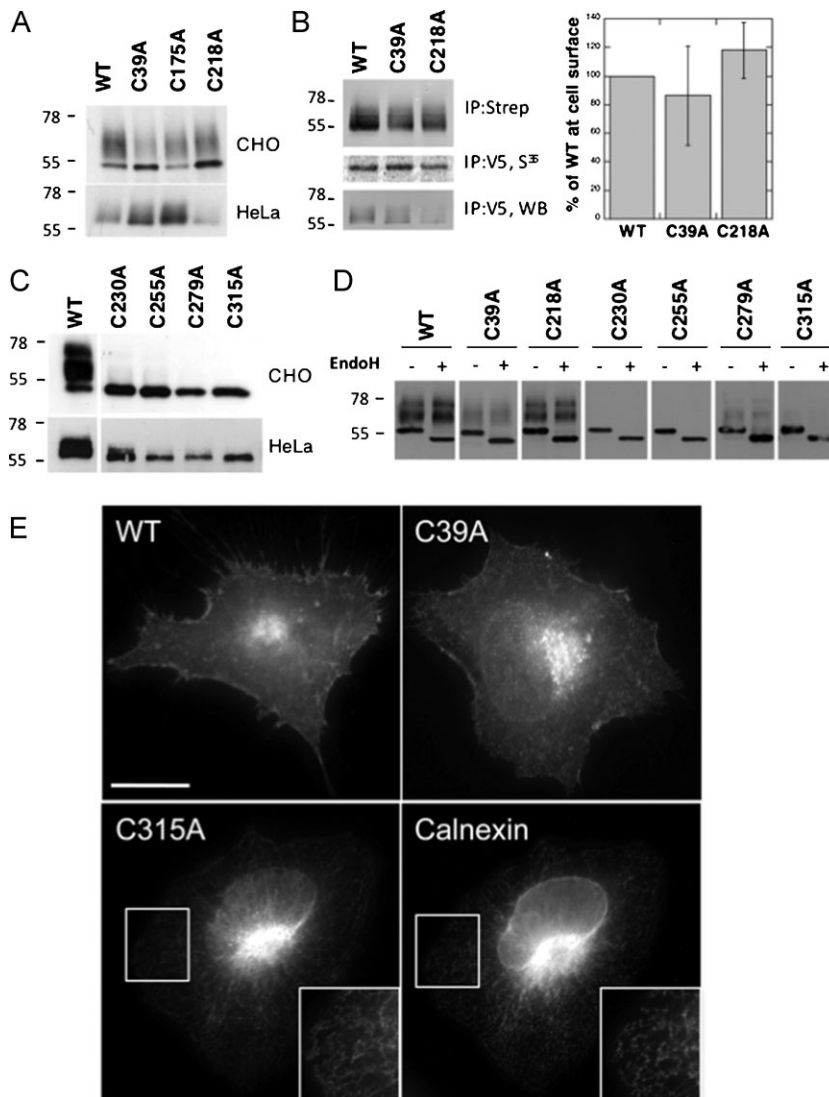 A
WT
C39A
C175A
C218A
78 -
55 -
CHO
55 -
HeLa
B
WT
C39A
C218A
78 -
55 -
IP:Strep
55 -
IP:V5, S³⁵
55 -
IP:V5, WB
% of WT at cell surface
140
120
100
80
60
40
20
0
WT
C39A
C218A
C
WT
C230A
C255A
C279A
C315A
78 -
55 -
CHO
78 -
55 -
HeLa
D
WT
C39A
C218A
C230A
C255A
C279A
C315A
EndoH - + - + - + - + - + - + - +
78 -
55 -
E
WT
C39A
C315A
Calnexin